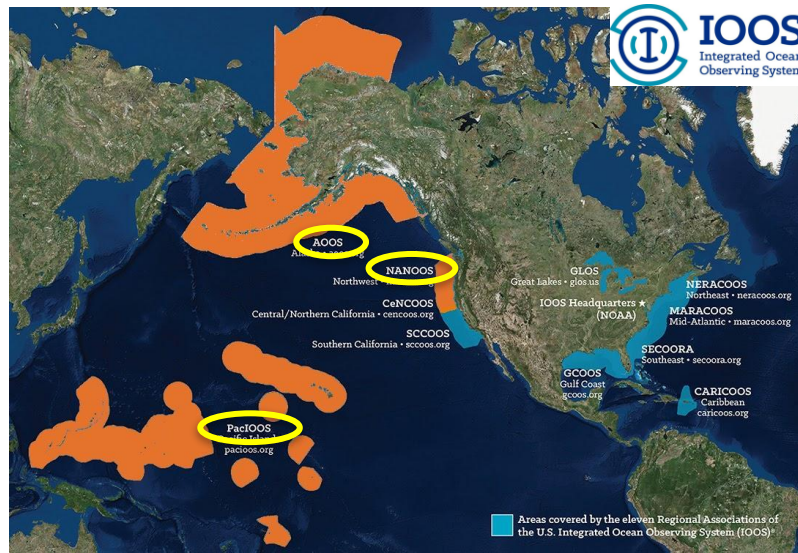 IOOS
Integrated Ocean
Observing System
AOOS
NANOOS
Northwest •
CeNCOOS
Central/Northern California • cencoos.org
SCCOOS
Southern California • sccoos.org
GLOS
Great Lakes • glos.us
IOOS Headquarters ★
(NOAA)
NERACOOS
Northeast • neracoos.org
MARACOOS
Mid-Atlantic • maracoos.org
SECOORA
Southeast • secoora.org
GCOOS
Gulf Coast
gcoos.org
CARICOOS
Caribbean
caricoos.org
PacIOOS
pacioos.org
Areas covered by the eleven Regional Associations of
the U.S. Integrated Ocean Observing System (IOOS)®